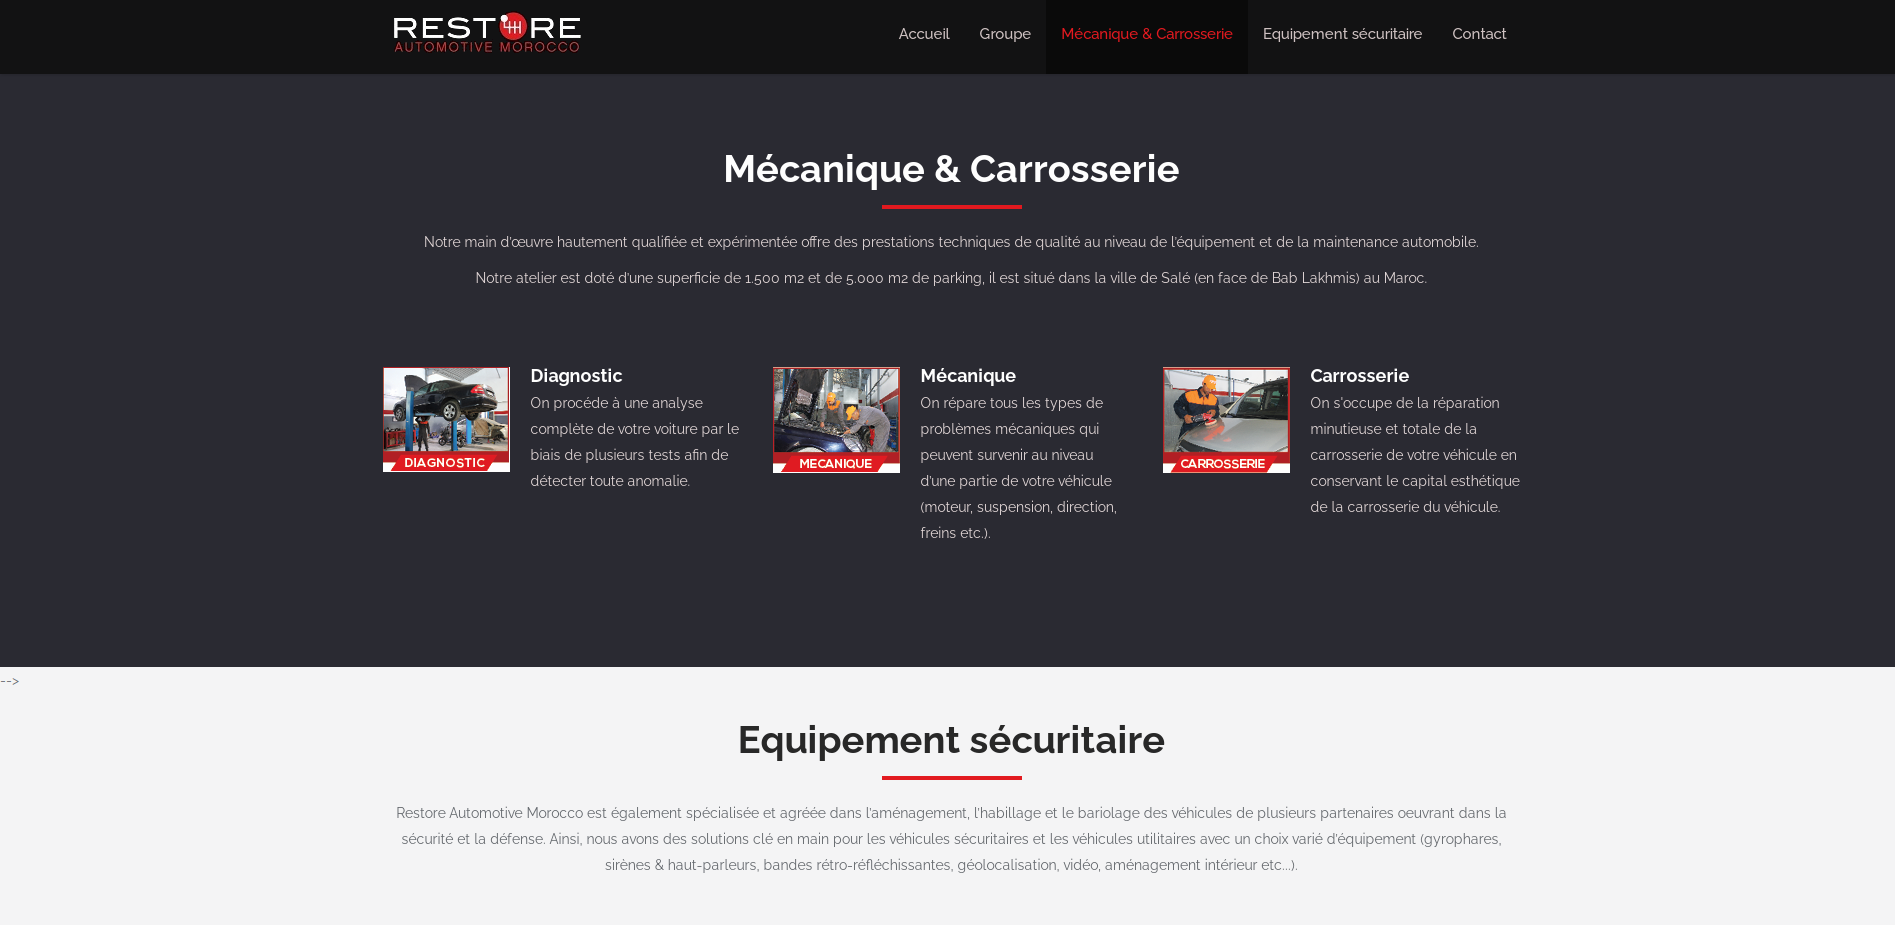 RESTORE
AUTOMOTIVE MOROCCO
Accueil
Groupe
Mécanique & Carrosserie
Equipement sécuritaire
Contact
Mécanique & Carrosserie
Notre main d'œuvre hautement qualifiée et expérimentée offre des prestations techniques de qualité au niveau de l'équipement et de la maintenance automobile.
Notre atelier est doté d'une superficie de 1.500 m2 et de 5.000 m2 de parking, il est situé dans la ville de Salé (en face de Bab Lakhmis) au Maroc.
DIAGNOSTIC
Diagnostic
On procéde à une analyse
complète de votre voiture par le
biais de plusieurs tests afin de
détecter toute anomalie.
MECANIQUE
Mécanique
On répare tous les types de
problèmes mécaniques qui
peuvent survenir au niveau
d'une partie de votre véhicule
(moteur, suspension, direction,
freins etc.).
CARROSSERIE
Carrosserie
On s'occupe de la réparation
minutieuse et totale de la
carrosserie de votre véhicule en
conservant le capital esthétique
de la carrosserie du véhicule.
-->
Equipement sécuritaire
Restore Automotive Morocco est également spécialisée et agréée dans l'aménagement, l'habillage et le bariolage des véhicules de plusieurs partenaires oeuvrant dans la
sécurité et la défense. Ainsi, nous avons des solutions clé en main pour les véhicules sécuritaires et les véhicules utilitaires avec un choix varié d'équipement (gyrophares,
sirènes & haut-parleurs, bandes rétro-réfléchissantes, géolocalisation, vidéo, aménagement intérieur etc...).